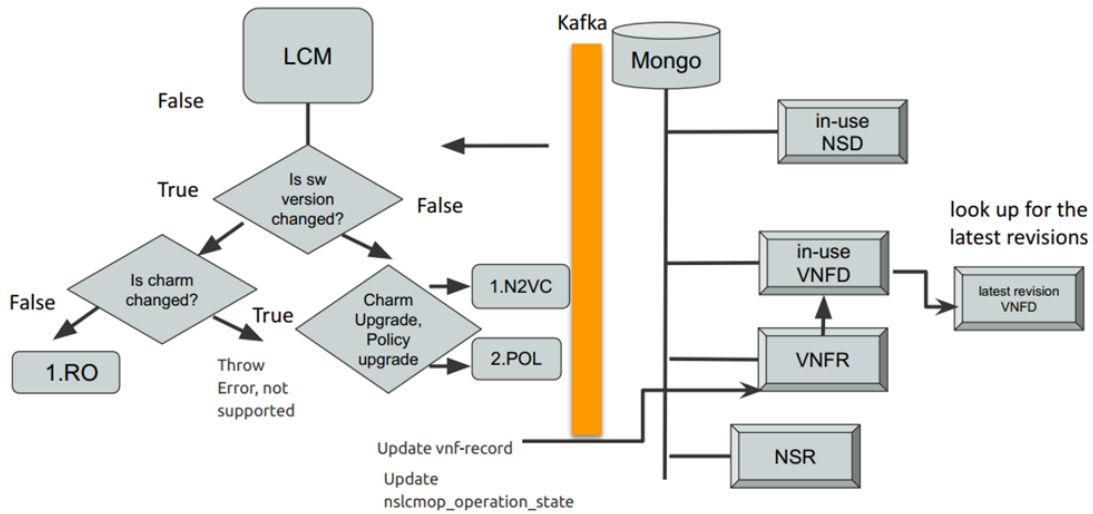 Kafka
LCM
Mongo
False
in-use
NSD
Is sw
version
changed?
True
False
look up for the
latest revisions
in-use
VNFD
Is charm
changed?
1.N2VC
latest revision
VNFD
False
True
Charm
Upgrade,
Policy
upgrade
2.POL
VNFR
1.RO
Throw
Error, not
supported
Update vnf-record
NSR
Update
nslcmop_operation_state